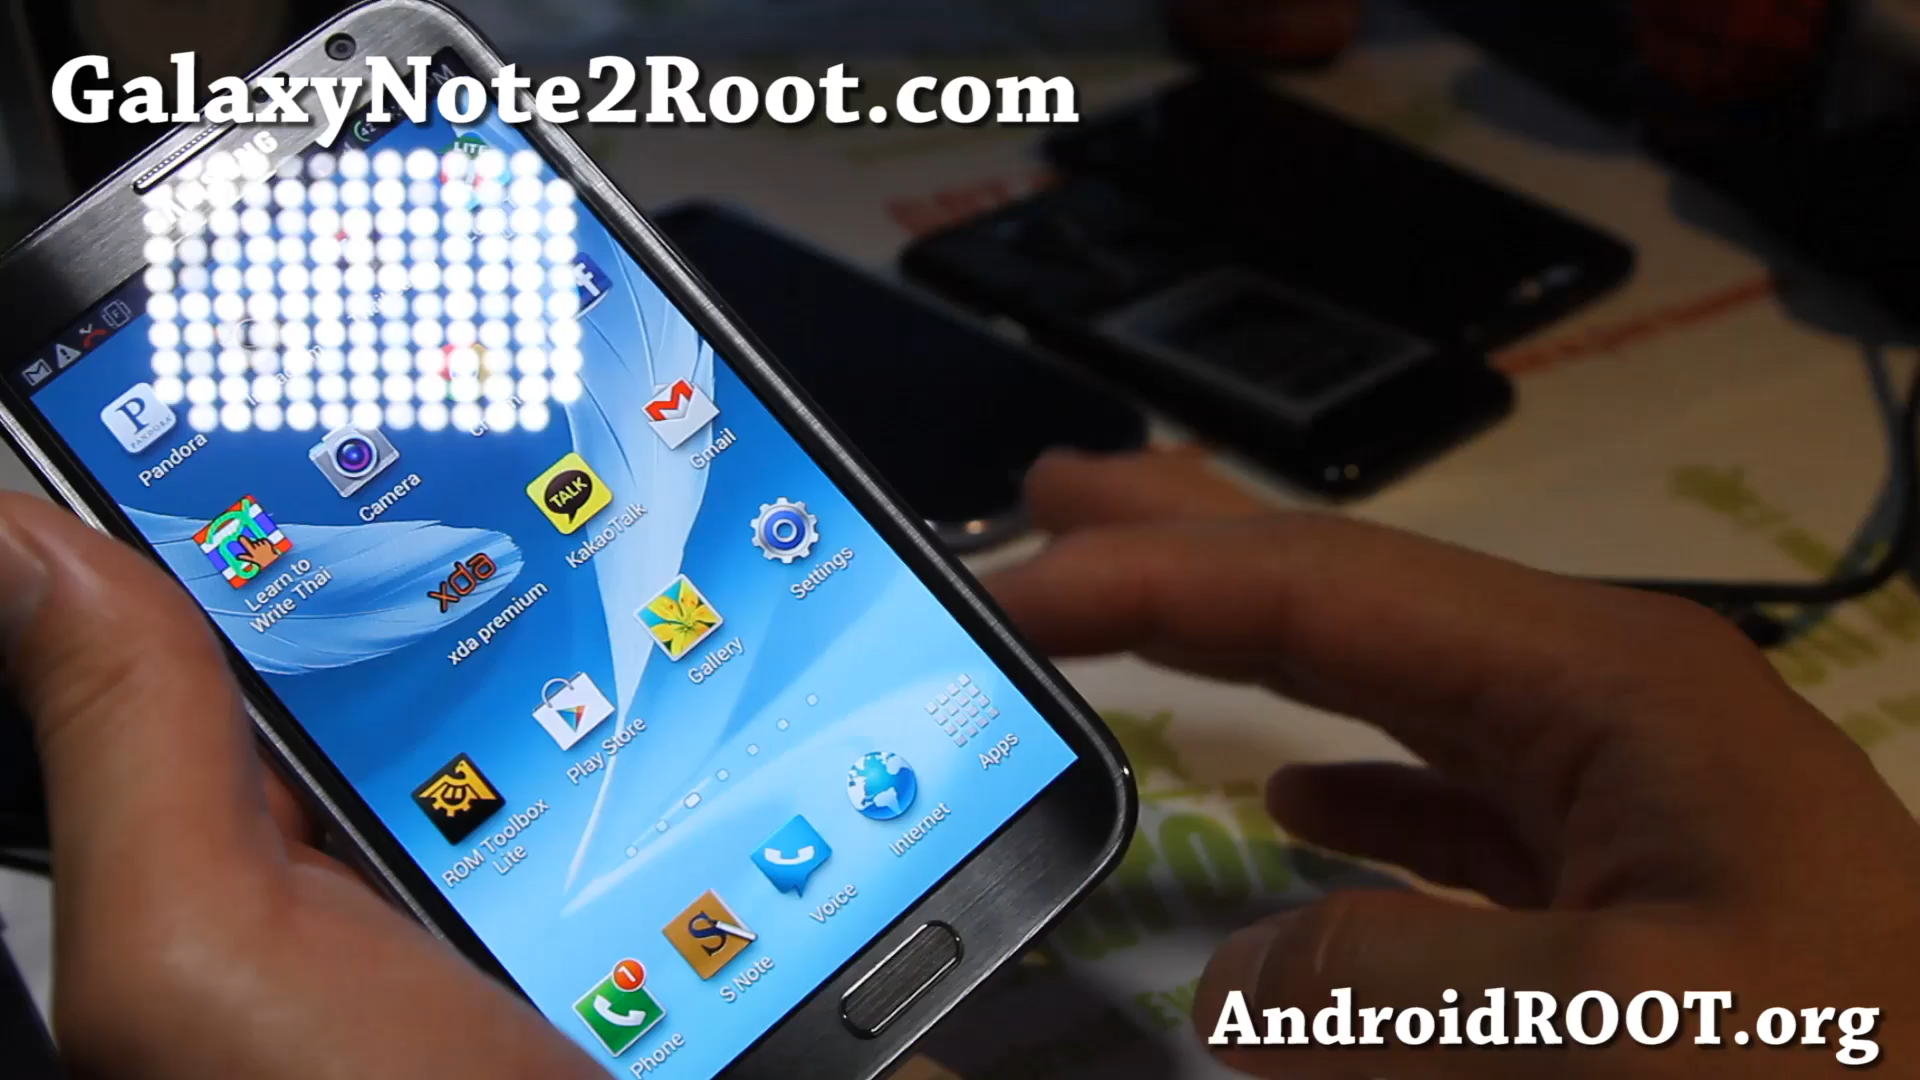 GalaxyNote2Root.com
Pandora
Camera
Gmail
TALK
KakaoTalk
Learn to
Write Thai
xda
xda premium
Settings
Gallery
Play Store
Apps
ROM Toolbox
Lite
Internet
Voice
S Note
1
Phone
AndroidROOT.org